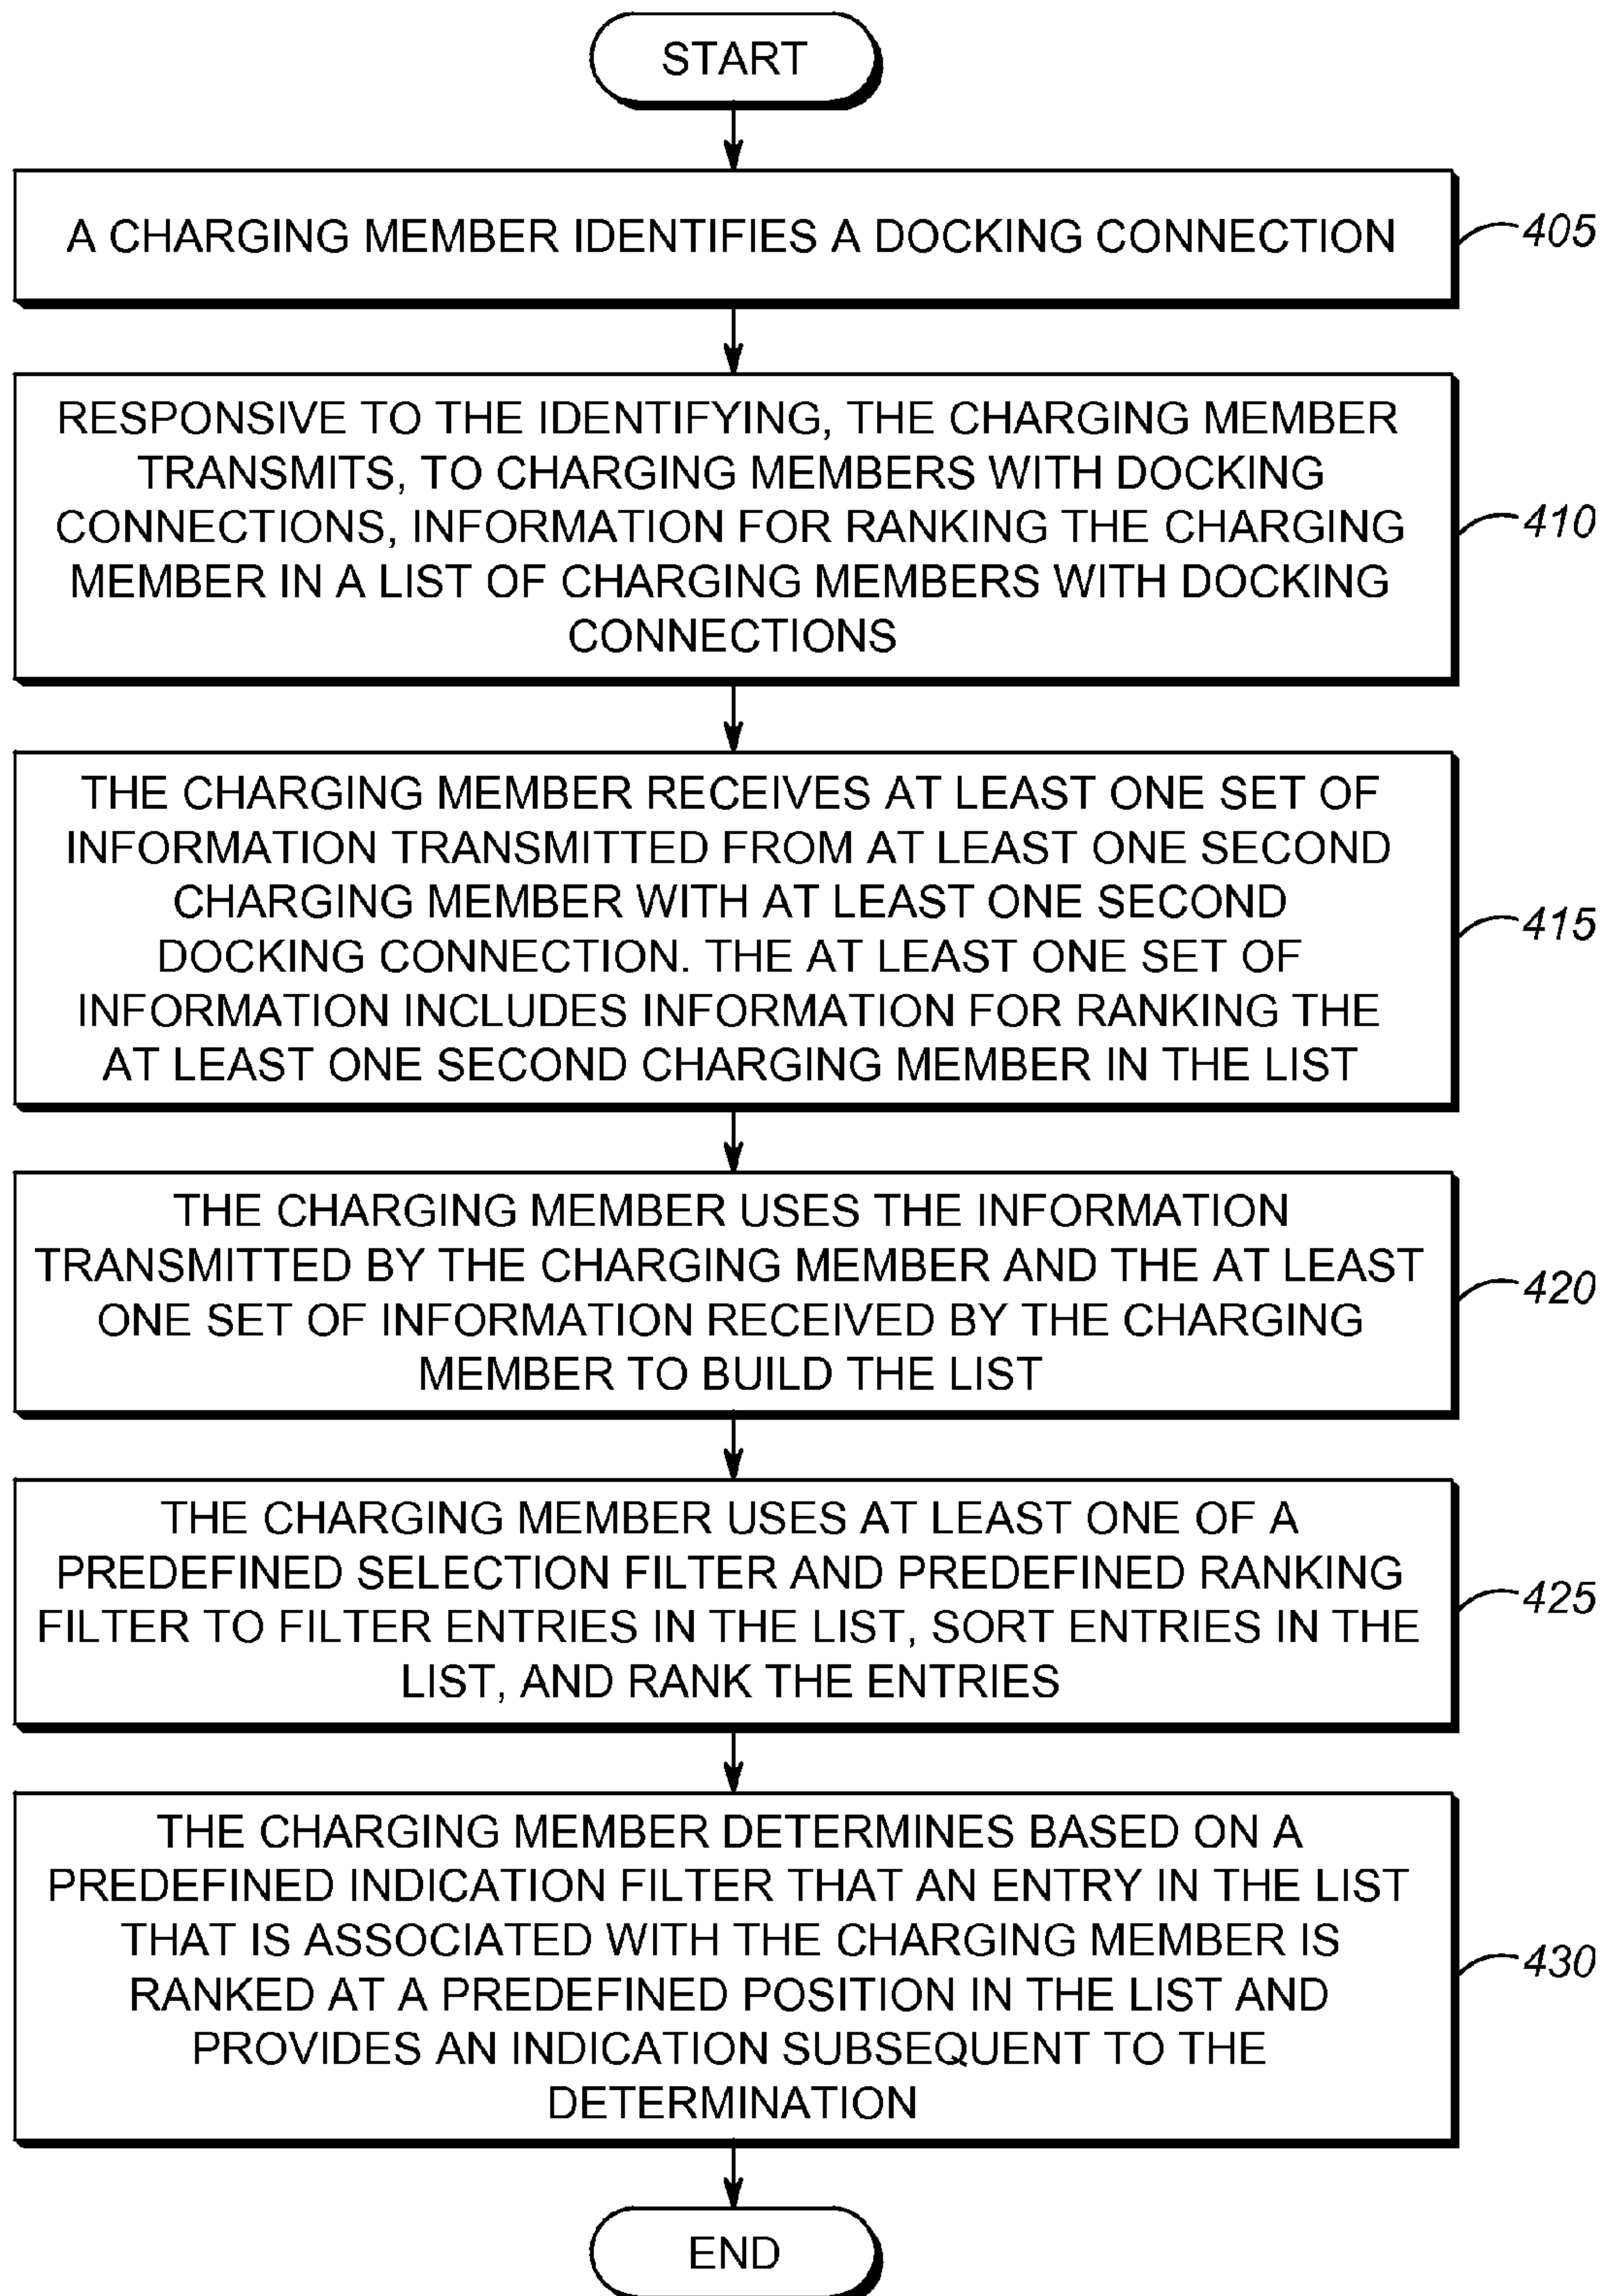 START
A CHARGING MEMBER IDENTIFIES A DOCKING CONNECTION
405
RESPONSIVE TO THE IDENTIFYING, THE CHARGING MEMBER
TRANSMITS, TO CHARGING MEMBERS WITH DOCKING
CONNECTIONS, INFORMATION FOR RANKING THE CHARGING
MEMBER IN A LIST OF CHARGING MEMBERS WITH DOCKING
CONNECTIONS
410
THE CHARGING MEMBER RECEIVES AT LEAST ONE SET OF
INFORMATION TRANSMITTED FROM AT LEAST ONE SECOND
CHARGING MEMBER WITH AT LEAST ONE SECOND
DOCKING CONNECTION. THE AT LEAST ONE SET OF
INFORMATION INCLUDES INFORMATION FOR RANKING THE
AT LEAST ONE SECOND CHARGING MEMBER IN THE LIST
415
THE CHARGING MEMBER USES THE INFORMATION
TRANSMITTED BY THE CHARGING MEMBER AND THE AT LEAST
ONE SET OF INFORMATION RECEIVED BY THE CHARGING
MEMBER TO BUILD THE LIST
420
THE CHARGING MEMBER USES AT LEAST ONE OF A
PREDEFINED SELECTION FILTER AND PREDEFINED RANKING
FILTER TO FILTER ENTRIES IN THE LIST, SORT ENTRIES IN THE
LIST, AND RANK THE ENTRIES
425
THE CHARGING MEMBER DETERMINES BASED ON A
PREDEFINED INDICATION FILTER THAT AN ENTRY IN THE LIST
THAT IS ASSOCIATED WITH THE CHARGING MEMBER IS
RANKED AT A PREDEFINED POSITION IN THE LIST AND
PROVIDES AN INDICATION SUBSEQUENT TO THE
DETERMINATION
430
END